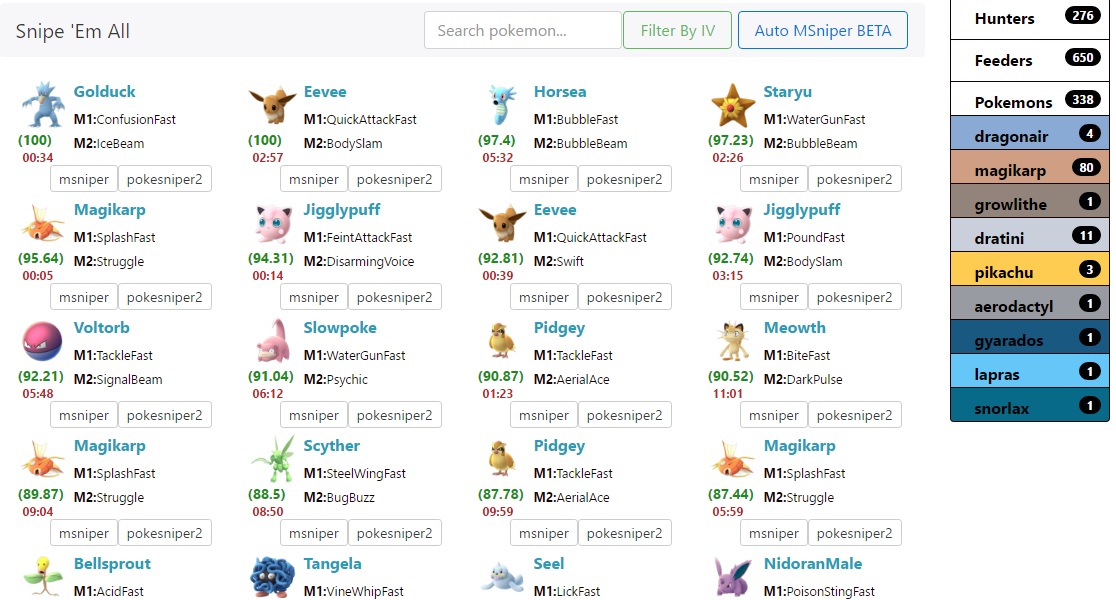 Snipe 'Em All
Search pokemon...
Filter By IV
Auto MSniper BETA
Golduck
M1:ConfusionFast
(100)
M2:IceBeam
00:34
msniper
pokesniper2
Eevee
M1:QuickAttackFast
(100)
M2:BodySlam
02:57
msniper
pokesniper2
Horsea
M1:BubbleFast
(97.4)
M2:BubbleBeam
05:32
msniper
pokesniper2
Staryu
M1:WaterGunFast
(97.23)
M2:BubbleBeam
02:26
msniper
pokesniper2
Magikarp
M1:SplashFast
(95.64)
M2:Struggle
00:05
msniper
pokesniper2
Jigglypuff
M1:FeintAttackFast
(94.31)
M2:DisarmingVoice
00:14
msniper
pokesniper2
Eevee
M1:QuickAttackFast
(92.81)
M2:Swift
00:39
msniper
pokesniper2
Jigglypuff
M1:PoundFast
(92.74)
M2:BodySlam
03:15
msniper
pokesniper2
Voltorb
M1:TackleFast
(92.21)
M2:SignalBeam
05:48
msniper
pokesniper2
Slowpoke
M1:WaterGunFast
(91.04)
M2:Psychic
06:12
msniper
pokesniper2
Pidgey
M1:TackleFast
(90.87)
M2:AerialAce
01:23
msniper
pokesniper2
Meowth
M1:BiteFast
(90.52)
M2:DarkPulse
11:01
msniper
pokesniper2
Magikarp
M1:SplashFast
(89.87)
M2:Struggle
09:04
msniper
pokesniper2
Scyther
M1:SteelWingFast
(88.5)
M2:BugBuzz
08:50
msniper
pokesniper2
Pidgey
M1:TackleFast
(87.78)
M2:AerialAce
09:59
msniper
pokesniper2
Magikarp
M1:SplashFast
(87.44)
M2:Struggle
05:59
msniper
pokesniper2
Bellsprout
M1:AcidFast
Tangela
M1:VineWhipFast
Seel
M1:LickFast
NidoranMale
M1:PoisonStingFast
Hunters 276
Feeders 650
Pokemons 338
dragonair 4
magikarp 80
growlithe 1
dratini 11
pikachu 3
aerodactyl 1
gyarados 1
lapras 1
snorlax 1